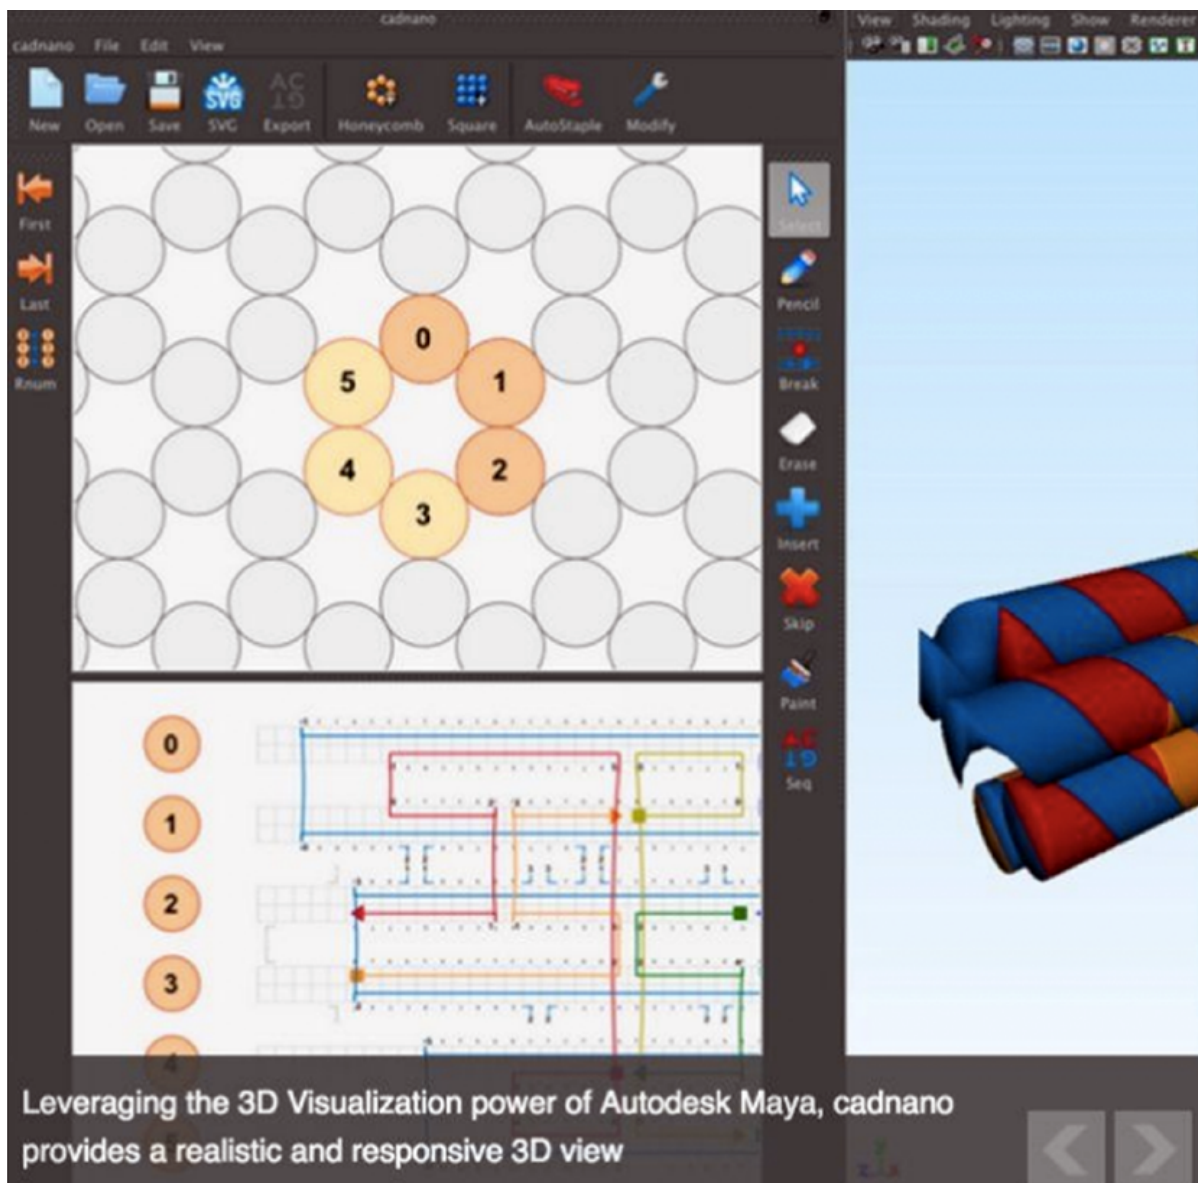 cadnano
View Shading Lighting Show Renderer
cadnano File Edit View
New Open Save SVG Export Honeycomb Square AutoStaple Modify
SVG
First
Last
Rnum
Select
Pencil
Break
Erase
Insert
Skip
Paint
Seq
0
1
2
3
4
5
0
1
2
3
4
Leveraging the 3D Visualization power of Autodesk Maya, cadnano
provides a realistic and responsive 3D view